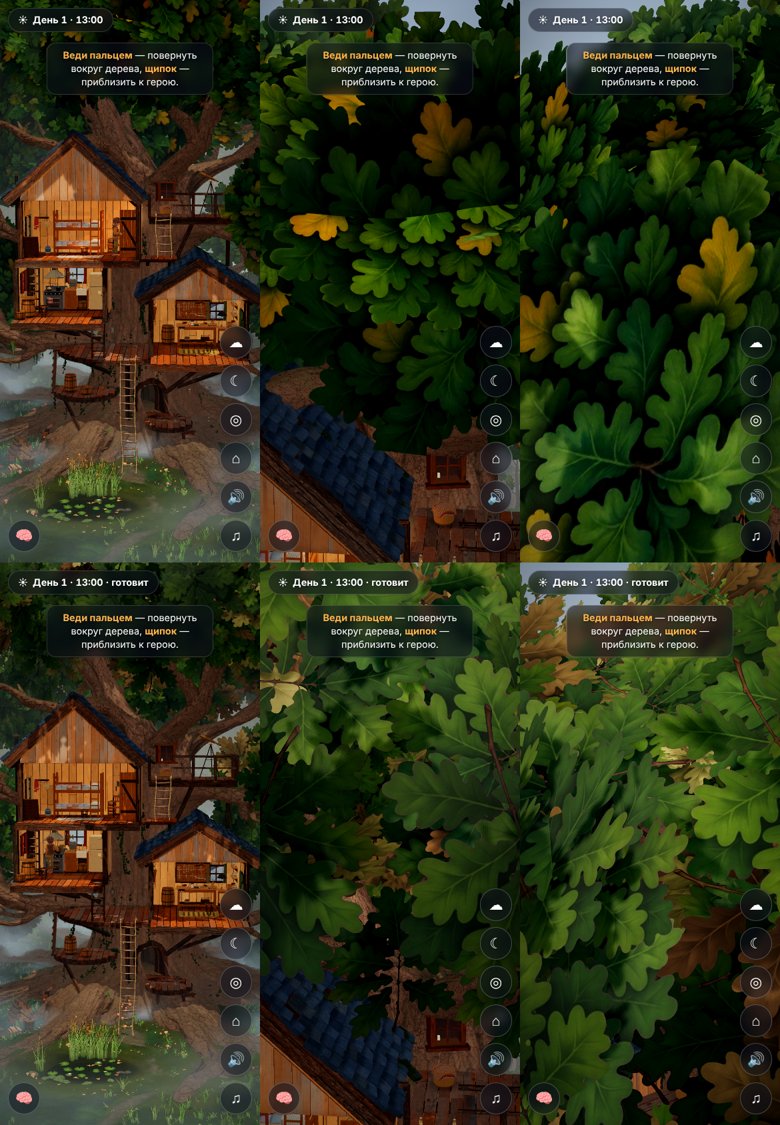 ☀ День 1 · 13:00
Веди пальцем — повернуть
вокруг дерева, щипок —
приблизить к герою.
☀ День 1 · 13:00
Веди пальцем — повернуть
вокруг дерева, щипок —
приблизить к герою.
☀ День 1 · 13:00
Веди пальцем — повернуть
вокруг дерева, щипок —
приблизить к герою.
☀ День 1 · 13:00 · готовит
Веди пальцем — повернуть
вокруг дерева, щипок —
приблизить к герою.
☀ День 1 · 13:00 · готовит
Веди пальцем — повернуть
вокруг дерева, щипок —
приблизить к герою.
☀ День 1 · 13:00 · готовит
Веди пальцем — повернуть
вокруг дерева, щипок —
приблизить к герою.